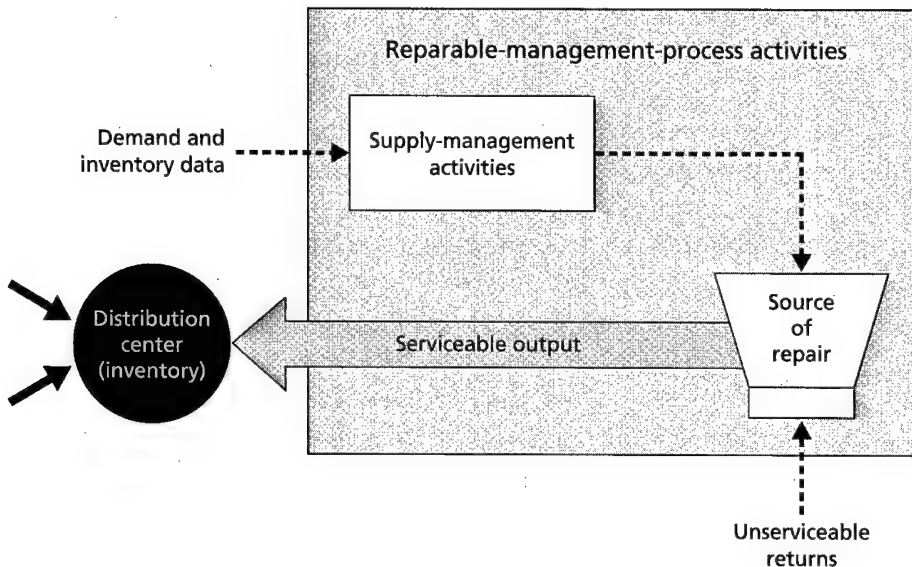 Reparable-management-process activities
Demand and
inventory data
Supply-management
activities
Distribution
center
(inventory)
Serviceable output
Source
of
repair
Unserviceable
returns